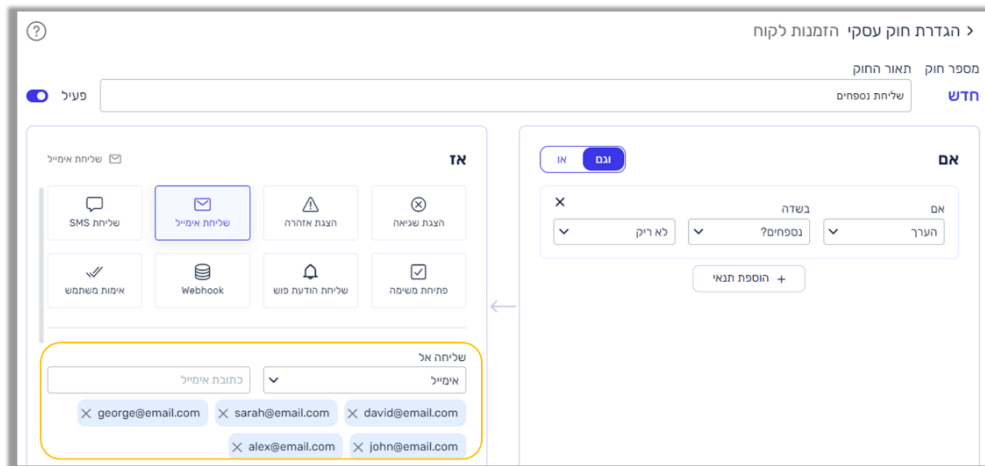 הגדרת חוק עסקי הזמנות לקוח
?
מספר חוק תאור החוק
חדש שליחת נספחים פעיל
אם
וגם או
אם בשדה
הערך נספחים? לא ריק
+ הוספת תנאי
אז
שליחת אימייל
הצגת שגיאה הצגת אזהרה שליחת אימייל שליחת SMS
פתיחת משימה שליחת הודעת פוש Webhook אימות משתמש
שליחה אל
אימייל כתובת אימייל
david@email.com sarah@email.com george@email.com
john@email.com alex@email.com